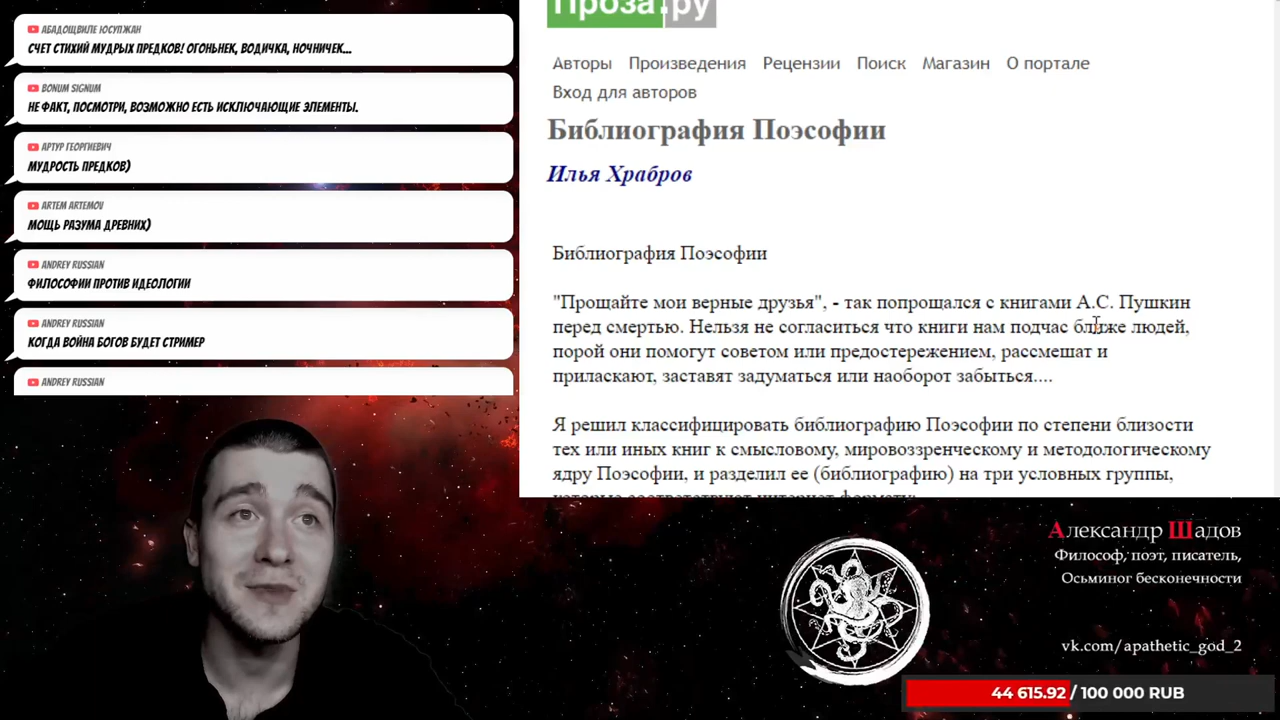 АБАДОЩВИЛЕ ЮСУПЖАН
СЧЕТ СТИХИЙ МУДРЫХ ПРЕДКОВ! ОГОНЬНЕК, ВОДИЧКА, НОЧНИЧЕК...
BONUM SIGNUM
НЕ ФАКТ, ПОСМОТРИ, ВОЗМОЖНО ЕСТЬ ИСКЛЮЧАЮЩИЕ ЭЛЕМЕНТЫ.
АРТУР ГЕОРГИЕВИЧ
МУДРОСТЬ ПРЕДКОВ)
ARTEM ARTEMOV
МОЩЬ РАЗУМА ДРЕВНИХ)
ANDREY RUSSIAN
ФИЛОСОФИИ ПРОТИВ ИДЕОЛОГИИ
ANDREY RUSSIAN
КОГДА ВОЙНА БОГОВ БУДЕТ СТРИМЕР
ANDREY RUSSIAN
Проза.ру
Авторы Произведения Рецензии Поиск Магазин О портале
Вход для авторов
Библиография Поэсофии
Илья Храбров
Библиография Поэсофии
"Прощайте мои верные друзья", - так попрощался с книгами А.С. Пушкин
перед смертью. Нельзя не согласиться что книги нам подчас ближе людей,
порой они помогут советом или предостережением, рассмешат и
приласкают, заставят задуматься или наоборот забыться....
Я решил классифицировать библиографию Поэсофии по степени близости
тех или иных книг к смысловому, мировоззренческому и методологическому
ядру Поэсофии, и разделил ее (библиографию) на три условных группы,
которые соответствуют интернет формату:
Александр Шадов
Философ, поэт, писатель,
Осьминог бесконечности
vk.com/apathetic_god_2
44 615.92 / 100 000 RUB